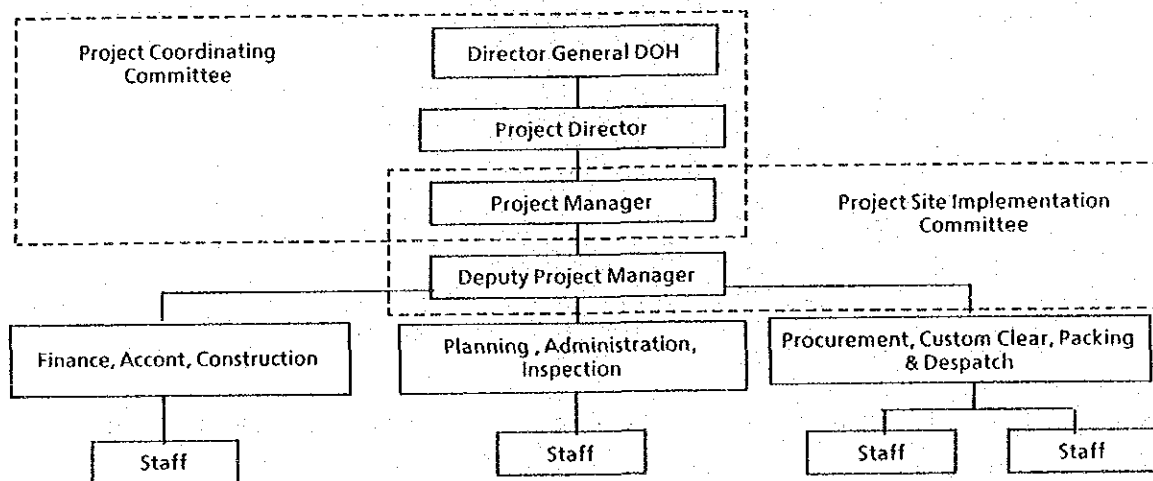 Project Coordinating
Committee
Director General DOH
Project Director
Project Manager
Project Site Implementation
Committee
Deputy Project Manager
Finance, Accont, Construction
Planning , Administration,
Inspection
Procurement, Custom Clear, Packing
& Despatch
Staff
Staff
Staff
Staff